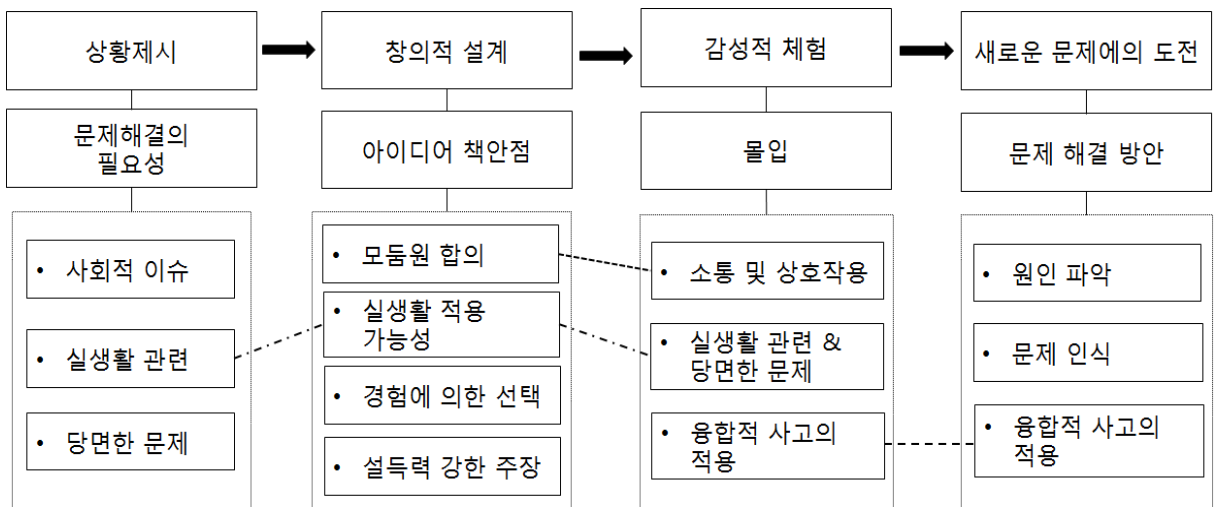 상황제시
창의적 설계
감성적 체험
새로운 문제에의 도전
문제해결의
필요성
아이디어 책안점
몰입
문제 해결 방안
• 사회적 이슈
• 실생활 관련
• 당면한 문제
• 모둠원 합의
• 실생활 적용
가능성
• 경험에 의한 선택
• 설득력 강한 주장
• 소통 및 상호작용
• 실생활 관련 &
당면한 문제
• 융합적 사고의
적용
• 원인 파악
• 문제 인식
• 융합적 사고의
적용